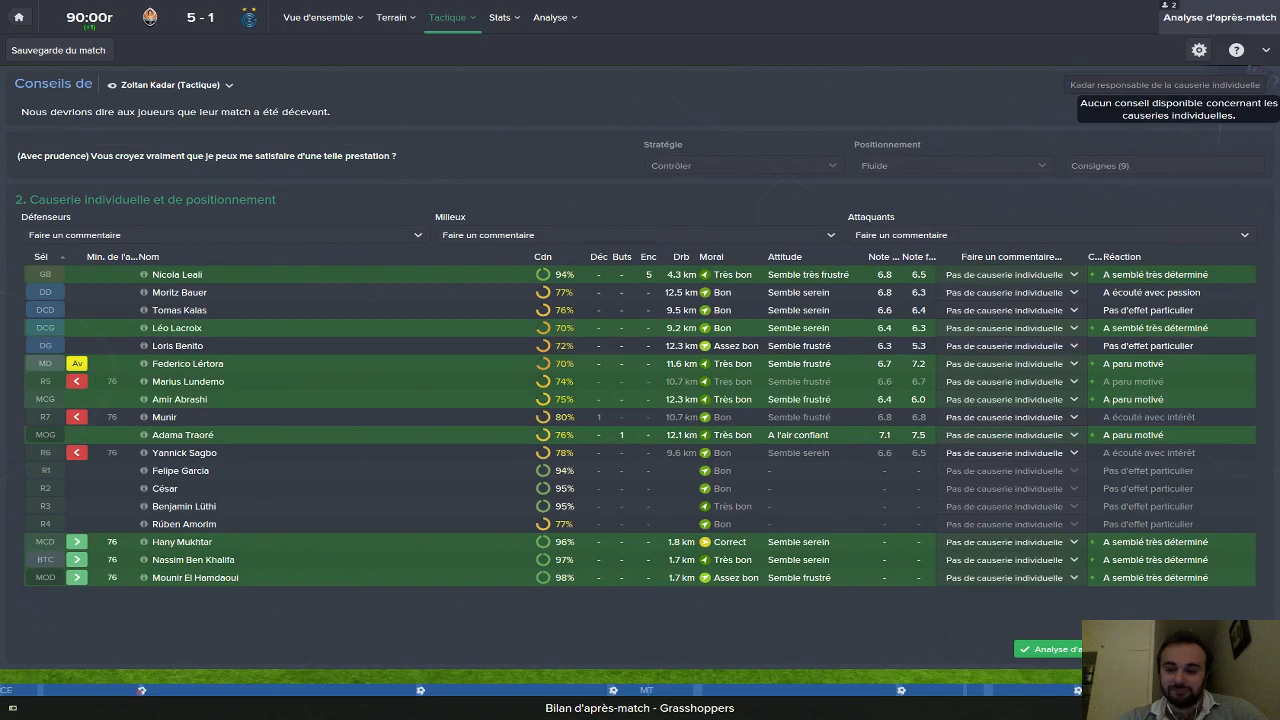 90:00r
(+1)
5 - 1
Vue d'ensemble
Terrain
Tactique
Stats
Analyse
2
Analyse d'après-match
Sauvegarde du match
?
Conseils de
Zoltan Kadar (Tactique)
Kadar responsable de la causerie individuelle
Aucun conseil disponible concernant les
causeries individuelles.
Nous devrions dire aux joueurs que leur match a été décevant.
(Avec prudence) Vous croyez vraiment que je peux me satisfaire d'une telle prestation ?
Stratégie
Positionnement
Contrôler
Fluide
Consignes (9)
2. Causerie individuelle et de positionnement
Défenseurs
Milieux
Attaquants
Faire un commentaire
Faire un commentaire
Faire un commentaire
Sél Min. de l'a... Nom Cdn Déc Buts Enc Drb Moral Attitude Note ... Note f... Faire un commentaire... C... Réaction
GB Nicola Leali 94% - - 5 4.3 km Très bon Semble très frustré 6.8 6.5 Pas de causerie individuelle A semblé très déterminé
DD Moritz Bauer 77% - - - 12.5 km Bon Semble serein 6.8 6.3 Pas de causerie individuelle A écouté avec passion
DCD Tomas Kalas 76% - - - 9.5 km Bon Semble serein 6.6 6.4 Pas de causerie individuelle Pas d'effet particulier
DCG Léo Lacroix 70% - - - 9.2 km Bon Semble serein 6.4 6.3 Pas de causerie individuelle A semblé très déterminé
DG Loris Benito 72% - - - 12.3 km Assez bon Semble frustré 6.3 5.3 Pas de causerie individuelle Pas d'effet particulier
MD Av Federico Lértora 70% - - - 11.6 km Très bon Semble frustré 6.7 7.2 Pas de causerie individuelle A paru motivé
R5 76 Marius Lundemo 74% - - - 10.7 km Très bon Semble frustré 6.6 6.7 Pas de causerie individuelle A paru motivé
MCG Amir Abrashi 75% - - - 12.3 km Très bon Semble frustré 6.4 6.0 Pas de causerie individuelle A paru motivé
R7 76 Munir 80% 1 - - 10.7 km Bon Semble frustré 6.8 6.8 Pas de causerie individuelle A écouté avec intérêt
MOG Adama Traoré 76% - 1 - 12.1 km Très bon A l'air confiant 7.1 7.5 Pas de causerie individuelle A paru motivé
R6 76 Yannick Sagbo 78% - - - 9.6 km Bon Semble serein 6.6 6.5 Pas de causerie individuelle A écouté avec intérêt
R1 Felipe Garcia 94% Bon - Pas de causerie individuelle Pas d'effet particulier
R2 César 95% Bon - Pas de causerie individuelle Pas d'effet particulier
R3 Benjamin Lüthi 95% Très bon - Pas de causerie individuelle Pas d'effet particulier
R4 Rúben Amorim 77% Bon - Pas de causerie individuelle Pas d'effet particulier
MCD 76 Hany Mukhtar 96% - - - 1.8 km Correct Semble serein - - Pas de causerie individuelle A semblé très déterminé
BTC 76 Nassim Ben Khalifa 97% - - - 1.7 km Très bon Semble serein - - Pas de causerie individuelle A semblé très déterminé
MOD 76 Mounir El Hamdaoui 98% - - - 1.7 km Assez bon Semble frustré - - Pas de causerie individuelle A semblé très déterminé
Analyse d'a
CE
MIT
Bilan d'après-match - Grasshoppers